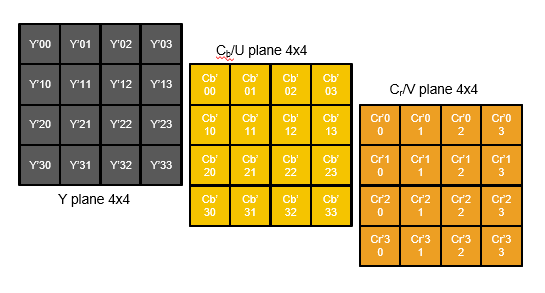 Y'00 Y'01 Y'02 Y'03
Y'10 Y'11 Y'12 Y'13
Y'20 Y'21 Y'22 Y'23
Y'30 Y'31 Y'32 Y'33
Y plane 4x4
Cb/U plane 4x4
Cb' Cb' Cb' Cb'
00 01 02 03
Cb' Cb' Cb' Cb'
10 11 12 13
Cb' Cb' Cb' Cb'
20 21 22 23
Cb' Cb' Cb' Cb'
30 31 32 33
Cr/V plane 4x4
Cr'0 Cr'0 Cr'0 Cr'0
0 1 2 3
Cr'1 Cr'1 Cr'1 Cr'1
0 1 2 3
Cr'2 Cr'2 Cr'2 Cr'2
0 1 2 3
Cr'3 Cr'3 Cr'3 Cr'3
0 1 2 3